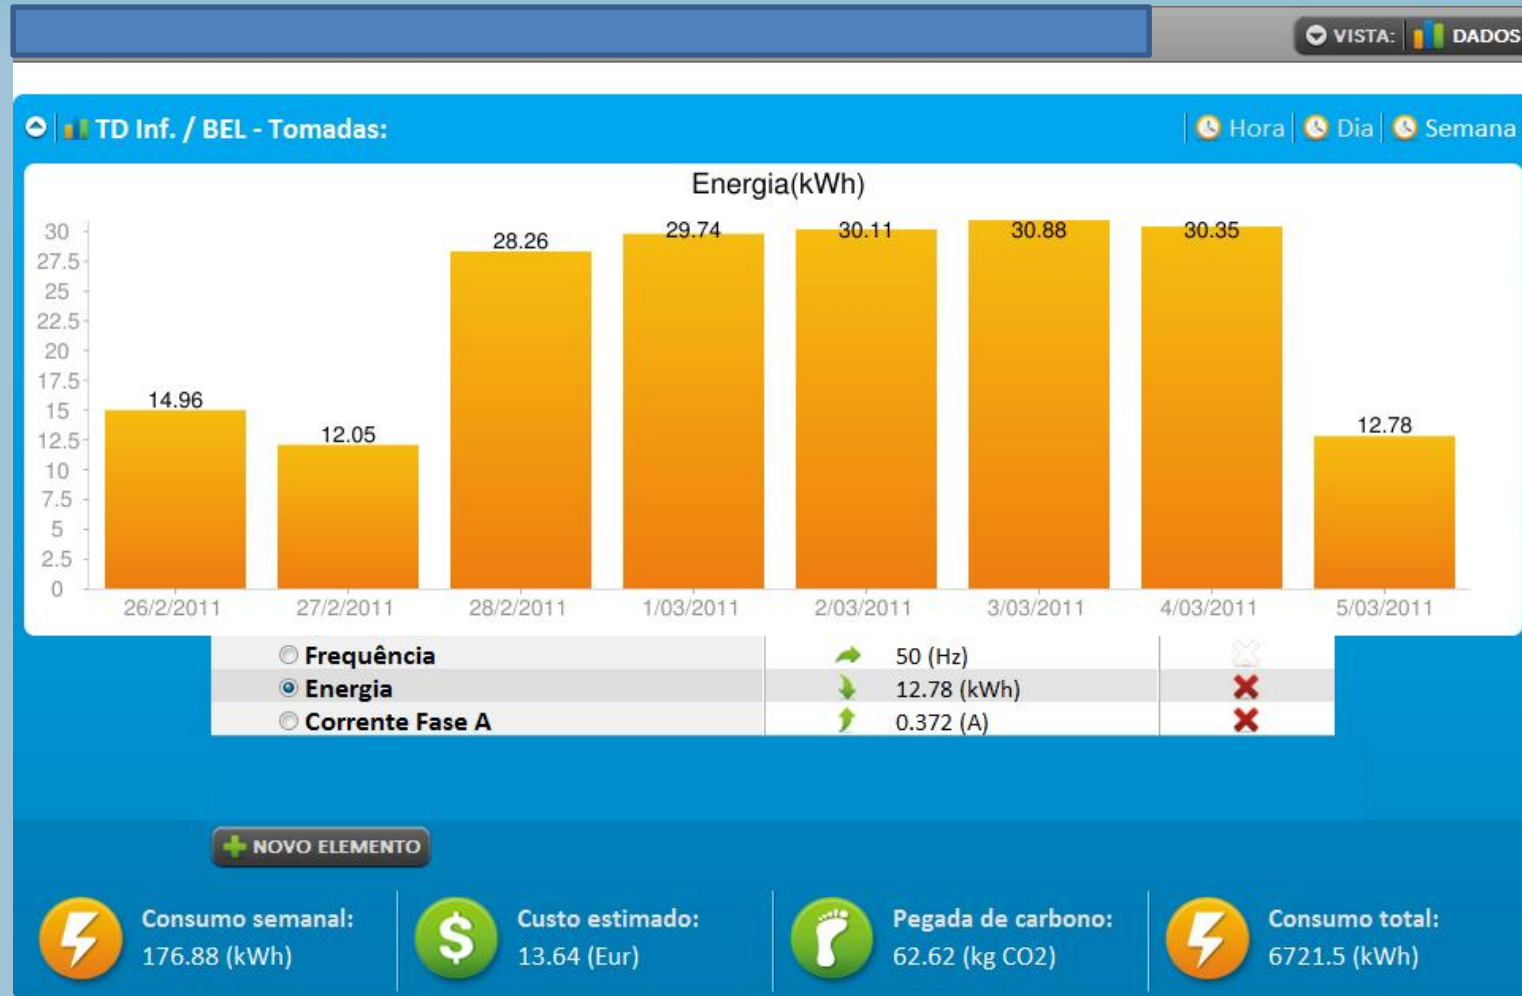 VISTA: DADOS
TD Inf. / BEL - Tomadas:
Hora Dia Semana
Energia(kWh)
30
27.5
25
22.5
20
17.5
15
12.5
10
7.5
5
2.5
0
14.96
12.05
28.26
29.74
30.11
30.88
30.35
12.78
26/2/2011 27/2/2011 28/2/2011 1/03/2011 2/03/2011 3/03/2011 4/03/2011 5/03/2011
Frequência 50 (Hz)
Energia 12.78 (kWh)
Corrente Fase A 0.372 (A)
NOVO ELEMENTO
Consumo semanal:
176.88 (kWh)
Custo estimado:
13.64 (Eur)
Pegada de carbono:
62.62 (kg CO2)
Consumo total:
6721.5 (kWh)